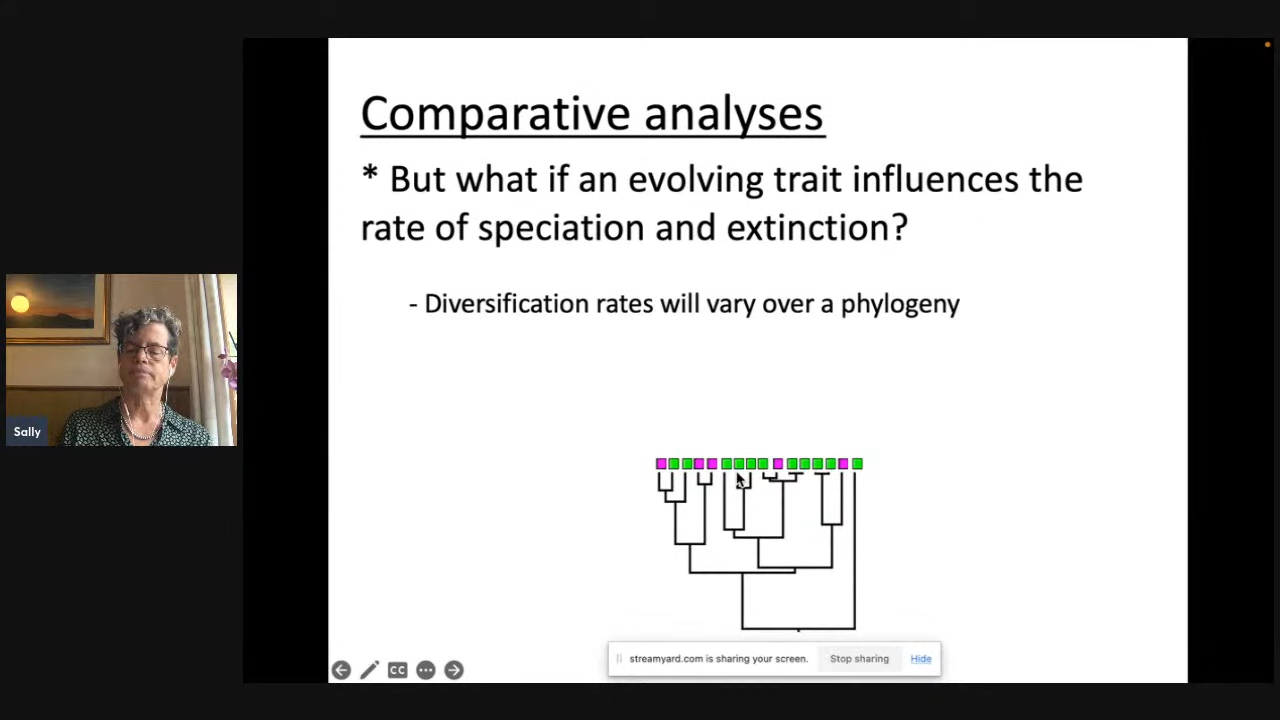 Comparative analyses
* But what if an evolving trait influences the
rate of speciation and extinction?
- Diversification rates will vary over a phylogeny
Sally
streamyard.com is sharing your screen.
Stop sharing
Hide
CC